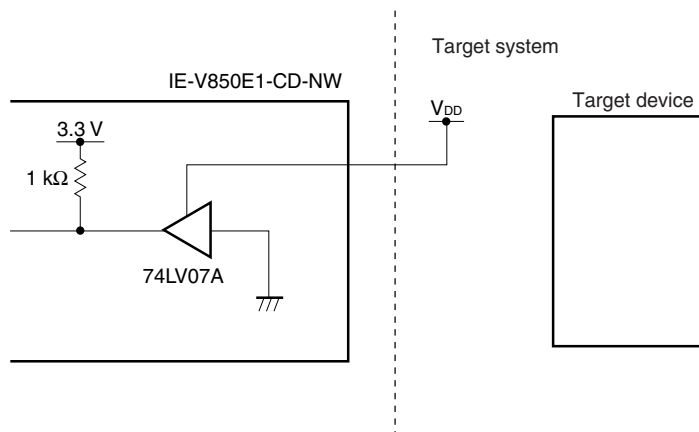 Target system
IE-V850E1-CD-NW
VDD
Target device
3.3 V
1 kΩ
74LV07A